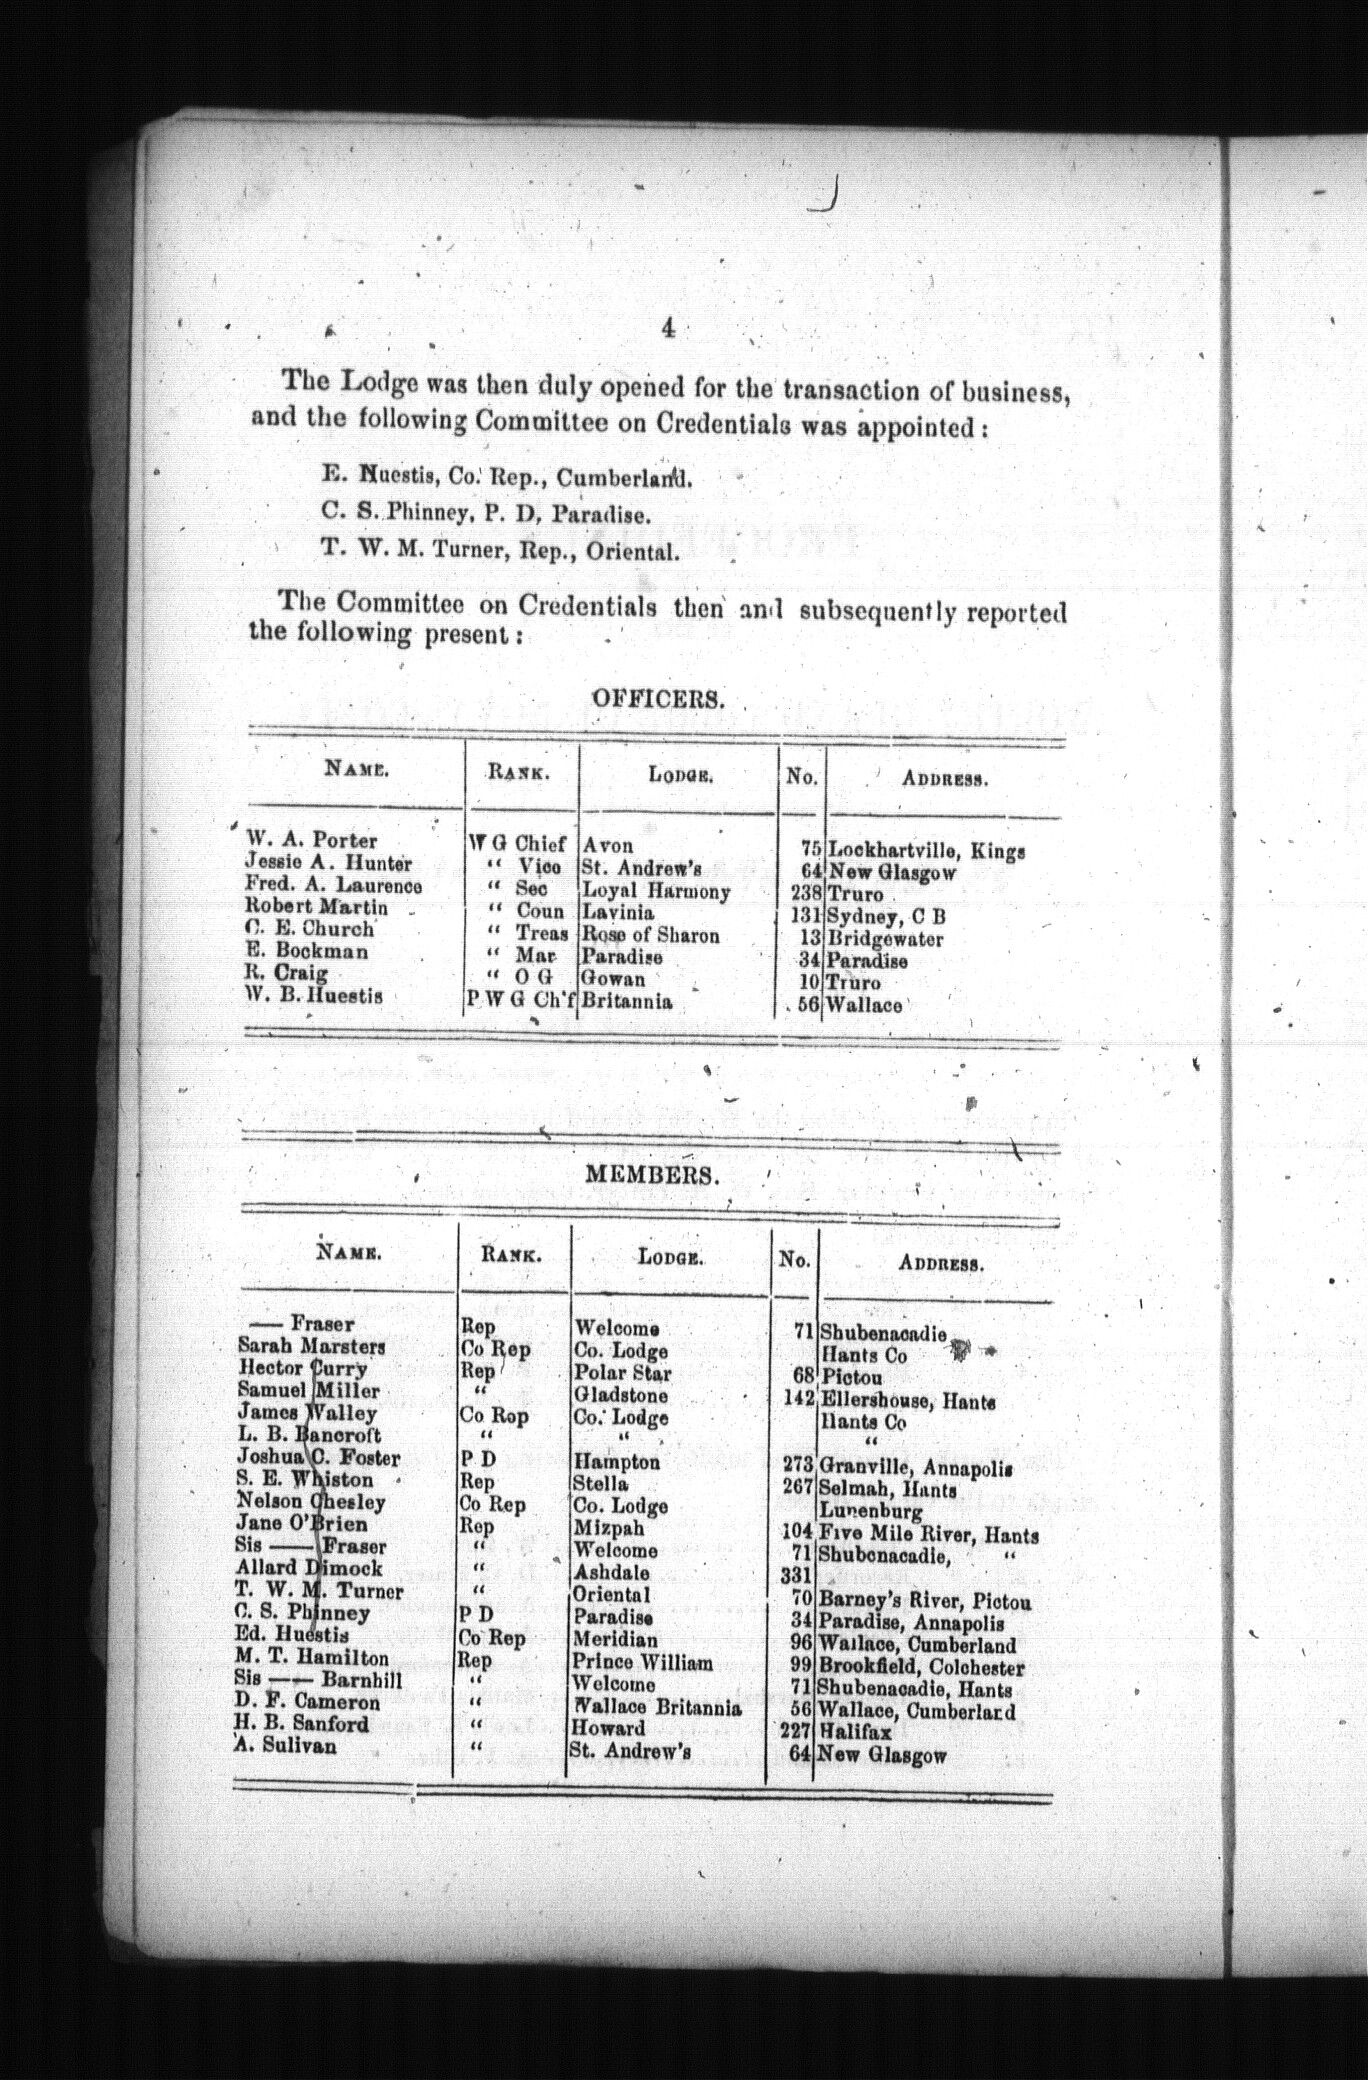 4
The Lodge was then duly opened for the transaction of business,
and the following Committee on Credentials was appointed :
E. Huestis, Co. Rep., Cumberland.
C. S. Phinney, P. D, Paradise.
T. W. M. Turner, Rep., Oriental.
The Committee on Credentials then and subsequently reported
the following present :
OFFICERS.
NAME. RANK. LODGE. No. ADDRESS.
W. A. Porter W G Chief Avon 75 Lockhartville, Kings
Jessie A. Hunter “ Vice St. Andrew's 64 New Glasgow
Fred. A. Laurence “ Sec Loyal Harmony 238 Truro
Robert Martin “ Coun Lavinia 131 Sydney, C B
C. E. Church “ Treas Rose of Sharon 13 Bridgewater
E. Bockman “ Mar Paradise 34 Paradise
R. Craig “ O G Gowan 10 Truro
W. B. Huestis P W G Ch'f Britannia 56 Wallace
MEMBERS.
NAME. RANK. LODGE. No. ADDRESS.
— Fraser Rep Welcome 71 Shubenacadie
Sarah Marsters Co Rep Co. Lodge Hants Co
Hector Curry Rep Polar Star 68 Pictou
Samuel Miller “ Gladstone 142 Ellershouse, Hants
James Walley Co Rep Co. Lodge Hants Co
L. B. Bancroft “ “ “
Joshua C. Foster P D Hampton 273 Granville, Annapolis
S. E. Whiston Rep Stella 267 Selmah, Hants
Nelson Chesley Co Rep Co. Lodge Lunenburg
Jane O'Brien Rep Mizpah 104 Five Mile River, Hants
Sis — Fraser “ Welcome 71 Shubenacadie, “
Allard Dimock “ Ashdale 331
T. W. M. Turner “ Oriental 70 Barney's River, Pictou
C. S. Phinney P D Paradise 34 Paradise, Annapolis
Ed. Huestis Co Rep Meridian 96 Wallace, Cumberland
M. T. Hamilton Rep Prince William 99 Brookfield, Colchester
Sis — Barnhill “ Welcome 71 Shubenacadie, Hants
D. F. Cameron “ Wallace Britannia 56 Wallace, Cumberland
H. B. Sanford “ Howard 227 Halifax
A. Sulivan “ St. Andrew's 64 New Glasgow